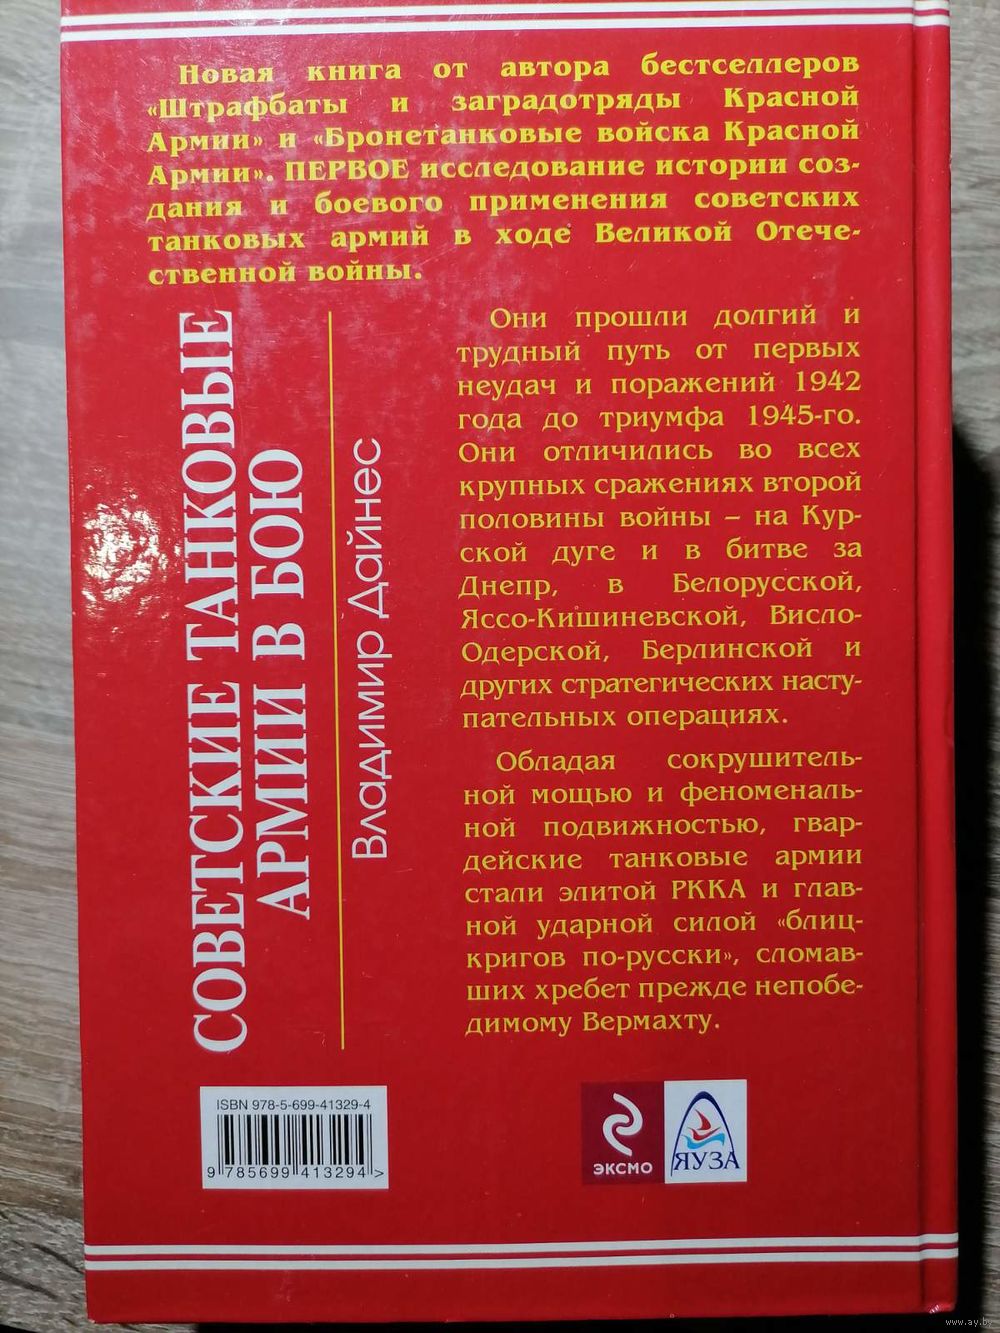 Новая книга от автора бестселлеров
«Штрафбаты и заградотряды Красной
Армии» и «Бронетанковые войска Красной
Армии». ПЕРВОЕ исследование истории соз-
дания и боевого применения советских
танковых армий в ходе Великой Отече-
ственной войны.
СОВЕТСКИЕ ТАНКОВЫЕ
АРМИИ В БОЮ
Владимир Дайнес
Они прошли долгий и
трудный путь от первых
неудач и поражений 1942
года до триумфа 1945-го.
Они отличились во всех
крупных сражениях второй
половины войны – на Кур-
ской дуге и в битве за
Днепр, в Белорусской,
Яссо-Кишиневской, Висло-
Одерской, Берлинской и
других стратегических насту-
пательных операциях.
Обладая сокрушитель-
ной мощью и феноменаль-
ной подвижностью, гвар-
дейские танковые армии
стали элитой РККА и глав-
ной ударной силой «блиц-
кригов по-русски», сломав-
ших хребет прежде непобе-
димому Вермахту.
ISBN 978-5-699-41329-4
9 785699 413294 >
ЭКСМО
ЯУЗА
www.ay.by